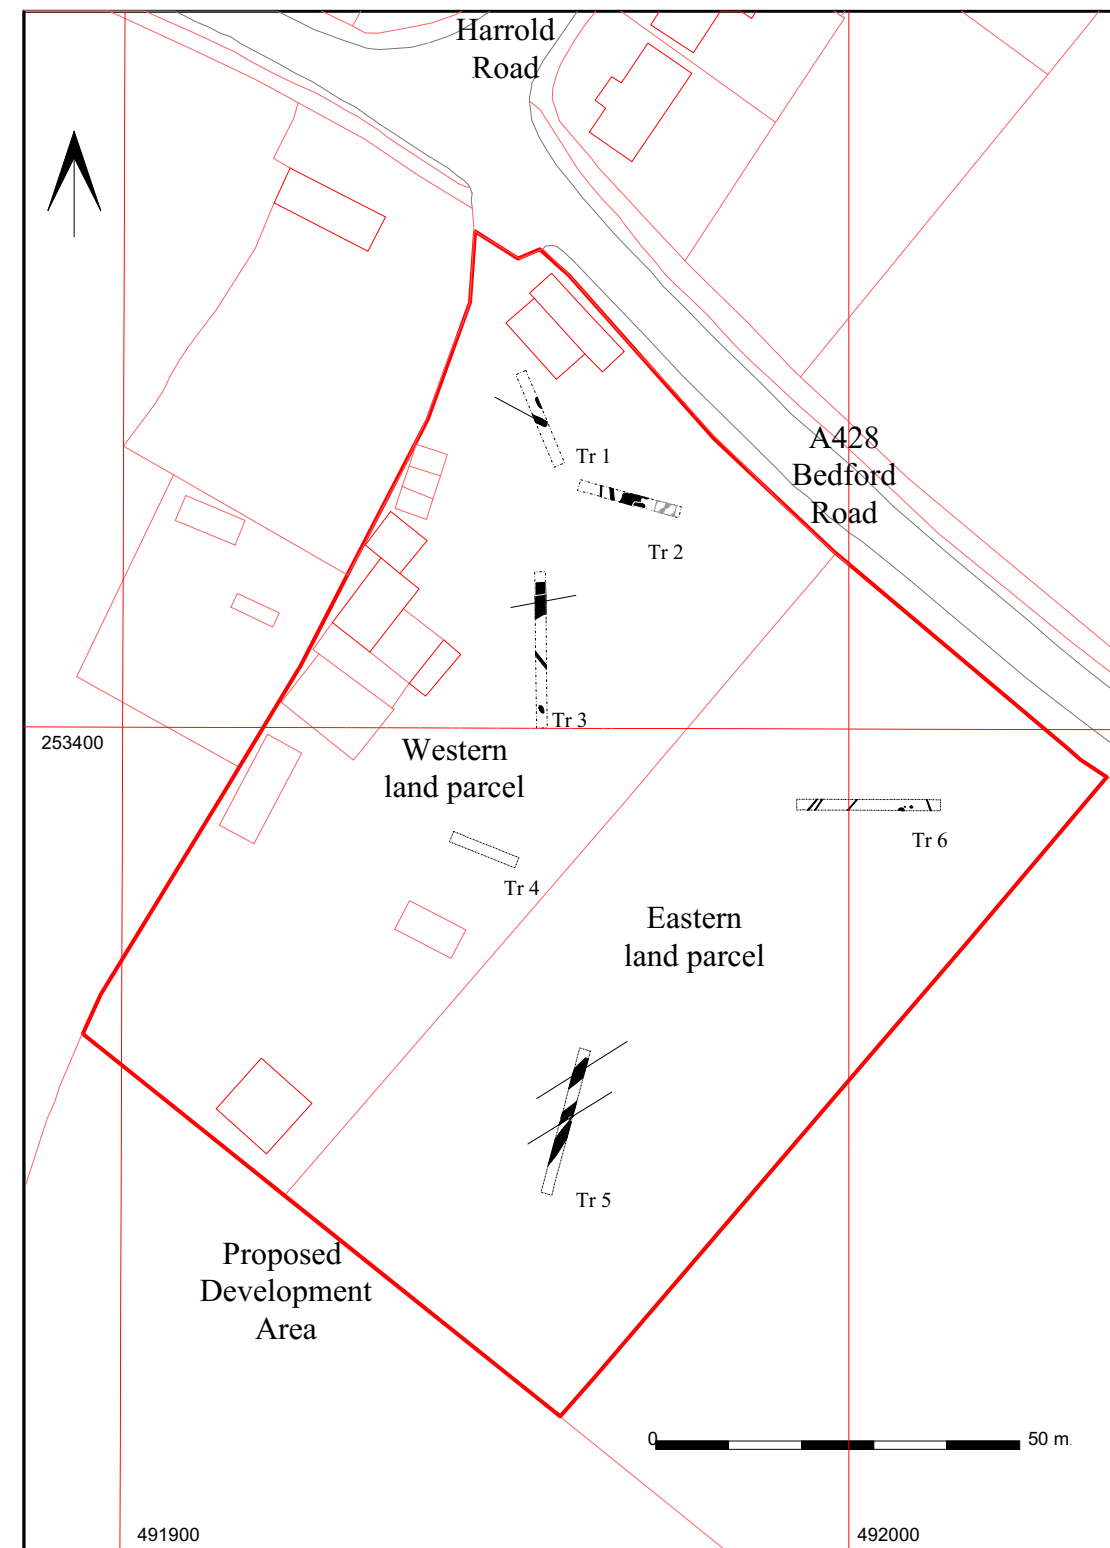 Harrold
Road
A428
Bedford
Road
Tr 1
Tr 2
Tr 3
253400
Western
land parcel
Tr 6
Tr 4
Eastern
land parcel
Tr 5
Proposed
Development
Area
0
50 m.
491900
492000